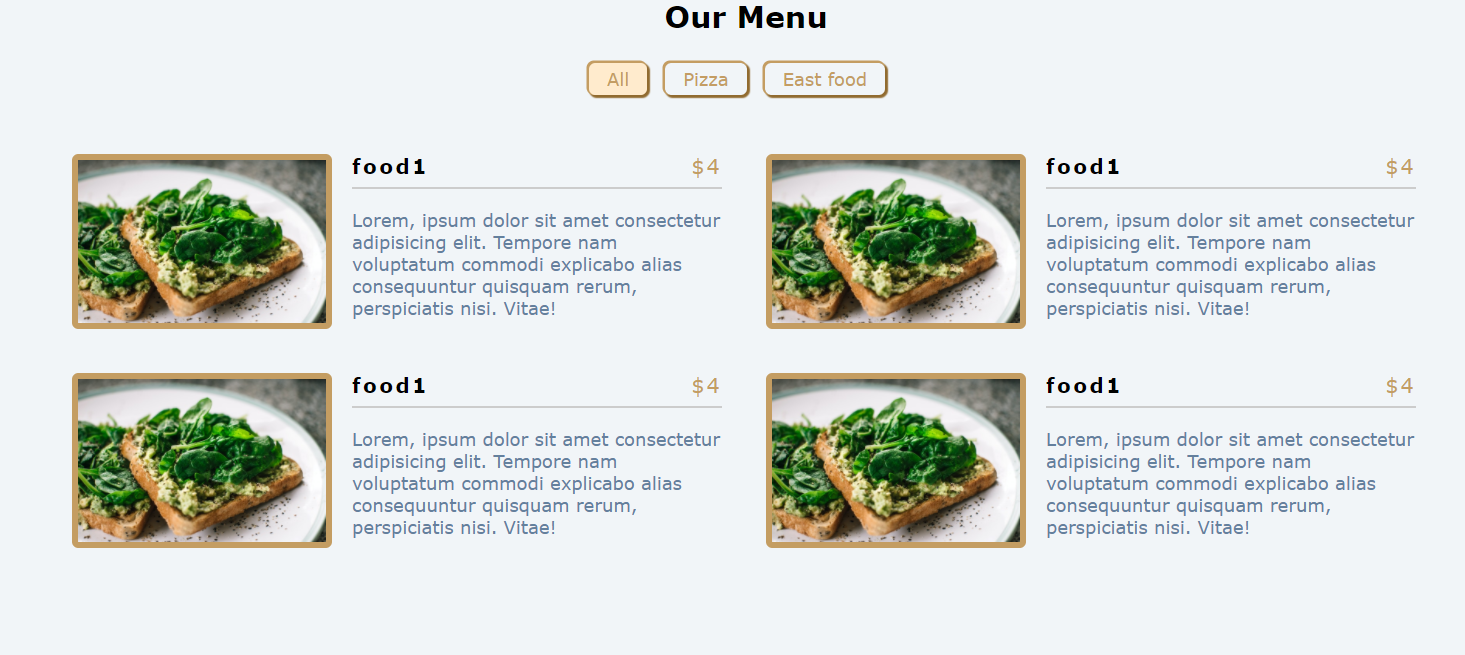 Our Menu
All Pizza East food
food1 $4
Lorem, ipsum dolor sit amet consectetur
adipisicing elit. Tempore nam
voluptatum commodi explicabo alias
consequuntur quisquam rerum,
perspiciatis nisi. Vitae!
food1 $4
Lorem, ipsum dolor sit amet consectetur
adipisicing elit. Tempore nam
voluptatum commodi explicabo alias
consequuntur quisquam rerum,
perspiciatis nisi. Vitae!
food1 $4
Lorem, ipsum dolor sit amet consectetur
adipisicing elit. Tempore nam
voluptatum commodi explicabo alias
consequuntur quisquam rerum,
perspiciatis nisi. Vitae!
food1 $4
Lorem, ipsum dolor sit amet consectetur
adipisicing elit. Tempore nam
voluptatum commodi explicabo alias
consequuntur quisquam rerum,
perspiciatis nisi. Vitae!